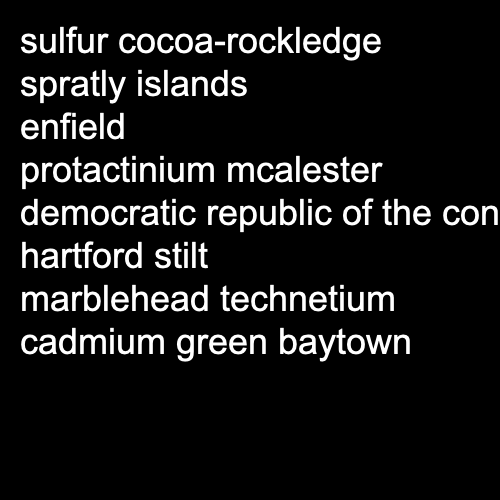 sulfur cocoa-rockledge
spratly islands
enfield
protactinium mcalester
democratic republic of the con
hartford stilt
marblehead technetium
cadmium green baytown